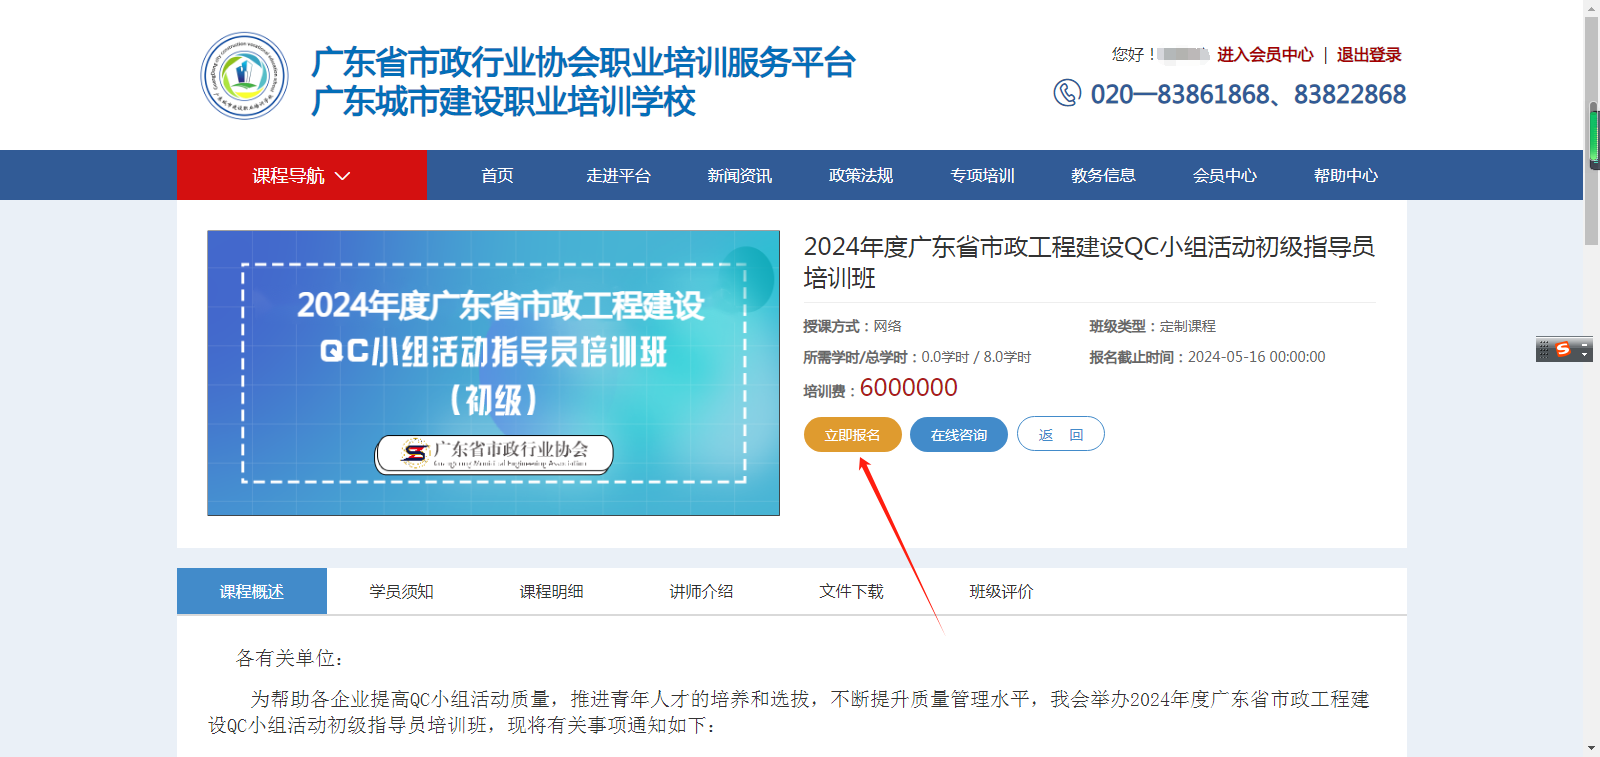 广东省市政行业协会职业培训服务平台
广东城市建设职业培训学校
您好！ 进入会员中心 | 退出登录
020—83861868、83822868
课程导航 首页 走进平台 新闻资讯 政策法规 专项培训 教务信息 会员中心 帮助中心
2024年度广东省市政工程建设
QC小组活动指导员培训班
（初级）
广东省市政行业协会
Guangdong Municipal Engineering Association
2024年度广东省市政工程建设QC小组活动初级指导员
培训班
授课方式：网络 班级类型：定制课程
所需学时/总学时：0.0学时 / 8.0学时 报名截止时间：2024-05-16 00:00:00
培训费：6000000
立即报名 在线咨询 返 回
课程概述 学员须知 课程明细 讲师介绍 文件下载 班级评价
各有关单位：
为帮助各企业提高QC小组活动质量，推进青年人才的培养和选拔，不断提升质量管理水平，我会举办2024年度广东省市政工程建
设QC小组活动初级指导员培训班，现将有关事项通知如下：